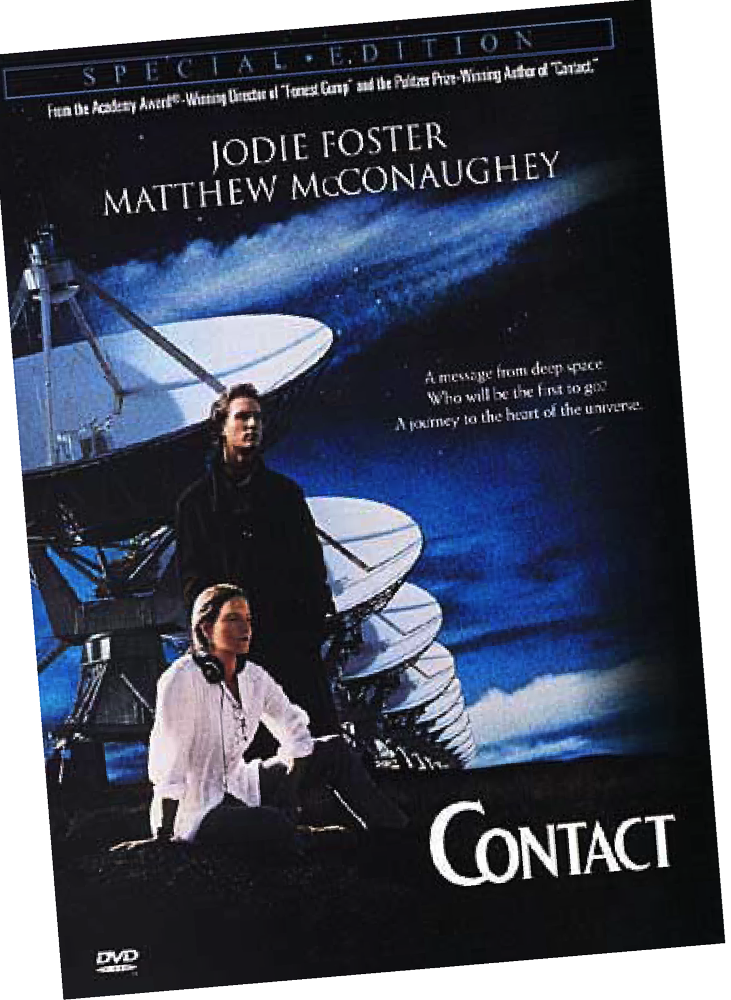 SPECIAL • EDITION
From the Academy Award®-Winning Director of "Forrest Gump" and the Pulitzer Prize-Winning Author of "Contact."
JODIE FOSTER
MATTHEW McCONAUGHEY
A message from deep space.
Who will be the first to go?
A journey to the heart of the universe.
CONTACT
DVD